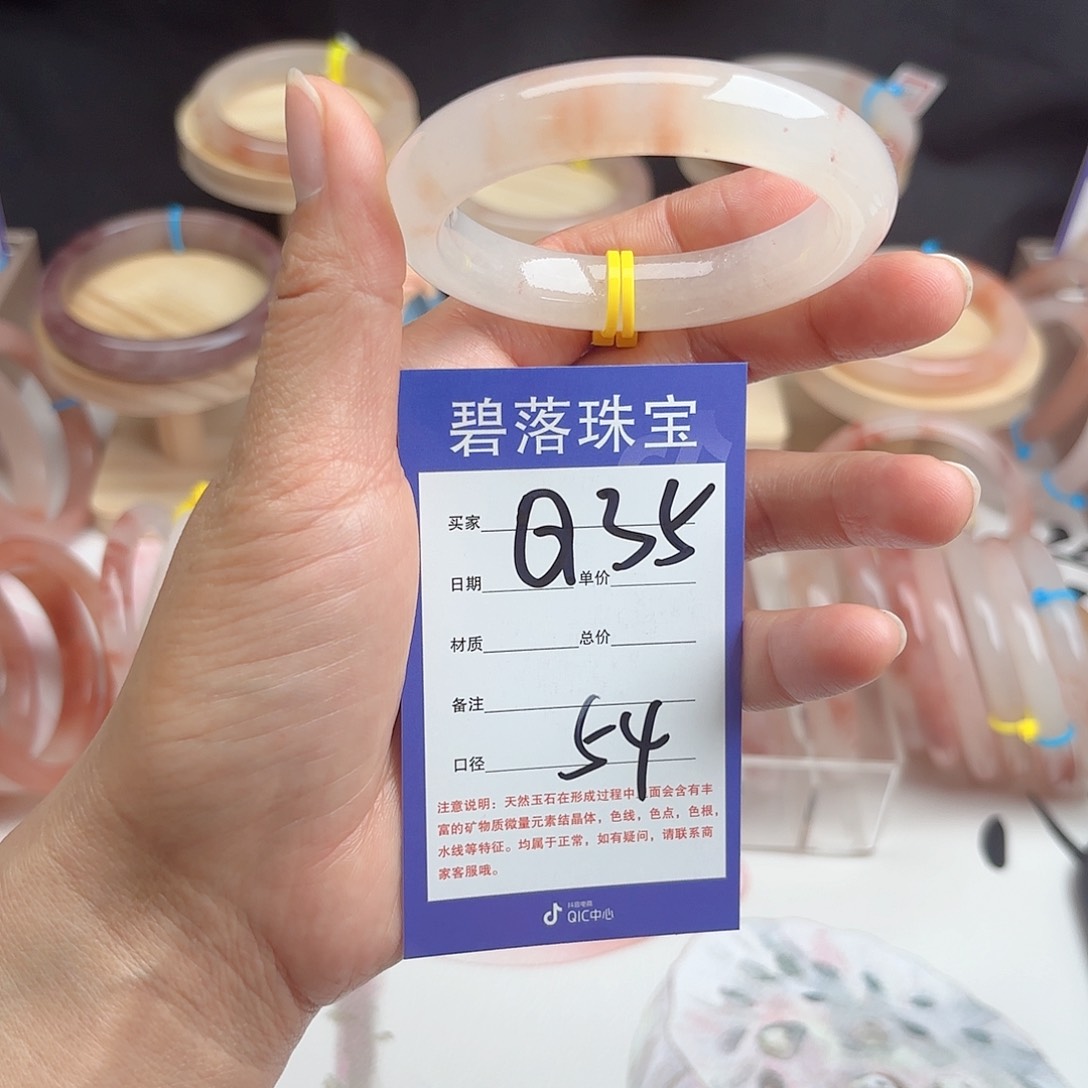 碧落珠宝
买家 Q35
日期 单价
材质 总价
备注
口径 54
注意说明：天然玉石在形成过程中 面会含有丰
富的矿物质微量元素结晶体，色线，色点，色根，
水线等特征。均属于正常，如有疑问，请联系商
家客服哦。
抖音电商
QIC中心